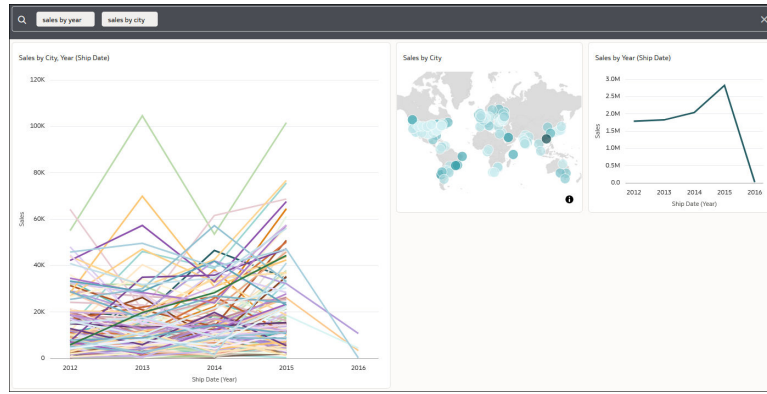 sales by year
sales by city
Sales by City, Year (Ship Date)
120K
100K
80K
60K
40K
20K
0
Sales
2012 2013 2014 2015 2016
Ship Date (Year)
Sales by City
Sales by Year (Ship Date)
3.0M
2.5M
2.0M
1.5M
1.0M
0.5M
0.0
Sales
2012 2013 2014 2015 2016
Ship Date (Year)